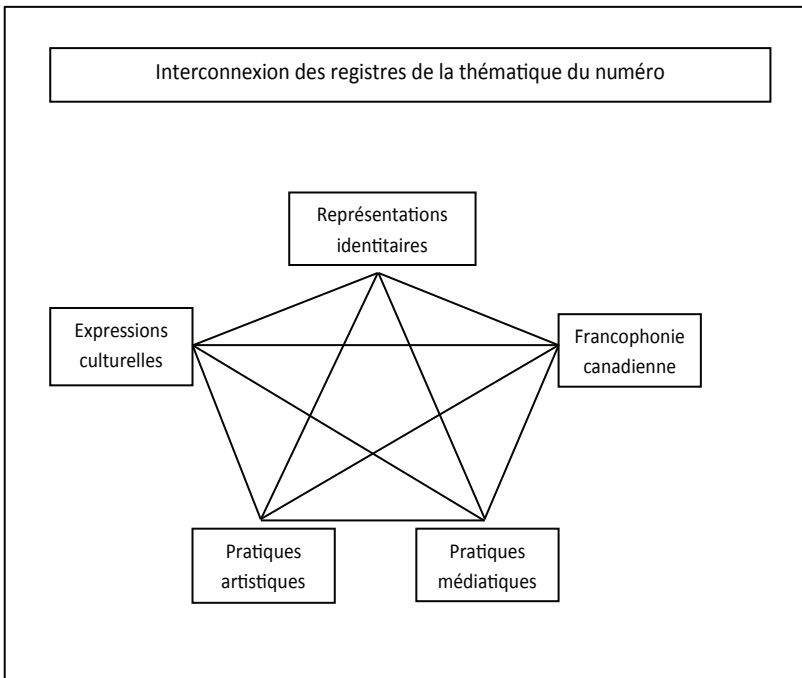 Interconnexion des registres de la thématique du numéro
Représentations
identitaires
Expressions
culturelles
Francophonie
canadienne
Pratiques
artistiques
Pratiques
médiatiques